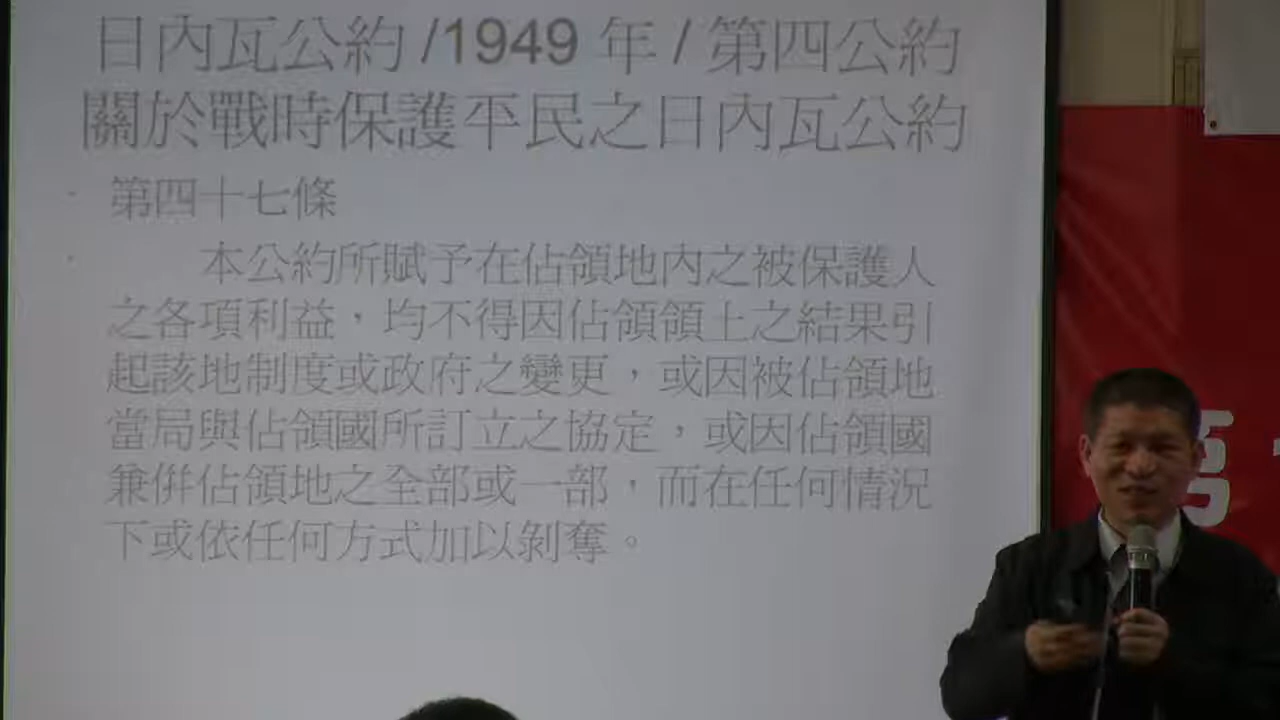 日內瓦公約 /1949 年 / 第四公約
關於戰時保護平民之日內瓦公約
第四十七條
本公約所賦予在佔領地內之被保護人
之各項利益，均不得因佔領領土之結果引
起該地制度或政府之變更，或因被佔領地
當局與佔領國所訂立之協定，或因佔領國
兼併佔領地之全部或一部，而在任何情況
下或依任何方式加以剝奪。